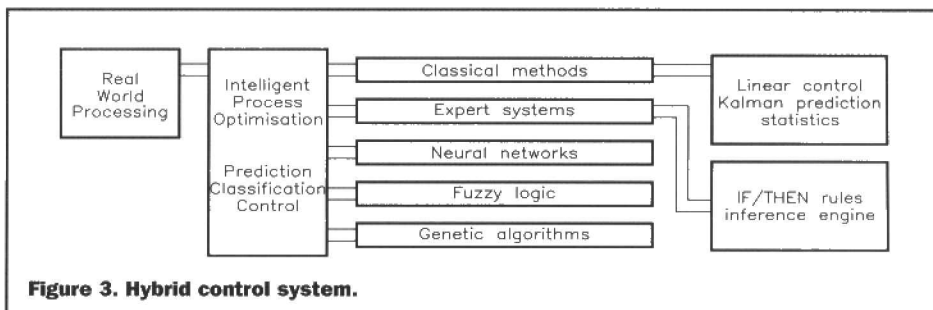 Real
World
Processing
Intelligent
Process
Optimisation
Prediction
Classification
Control
Classical methods
Expert systems
Neural networks
Fuzzy logic
Genetic algorithms
Linear control
Kalman prediction
statistics
IF/THEN rules
inference engine
Figure 3. Hybrid control system.